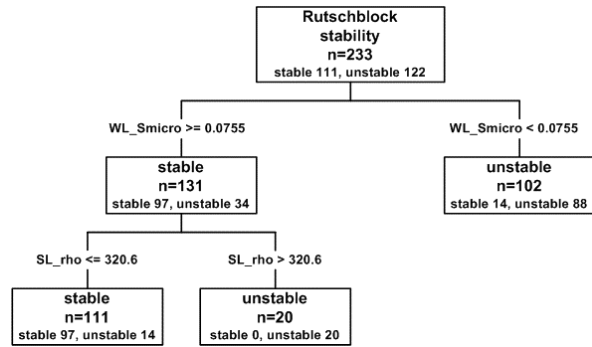 Rutschblock
stability
n=233
stable 111, unstable 122
WL_Smicro >= 0.0755
WL_Smicro < 0.0755
stable
n=131
stable 97, unstable 34
unstable
n=102
stable 14, unstable 88
SL_rho <= 320.6
SL_rho > 320.6
stable
n=111
stable 97, unstable 14
unstable
n=20
stable 0, unstable 20